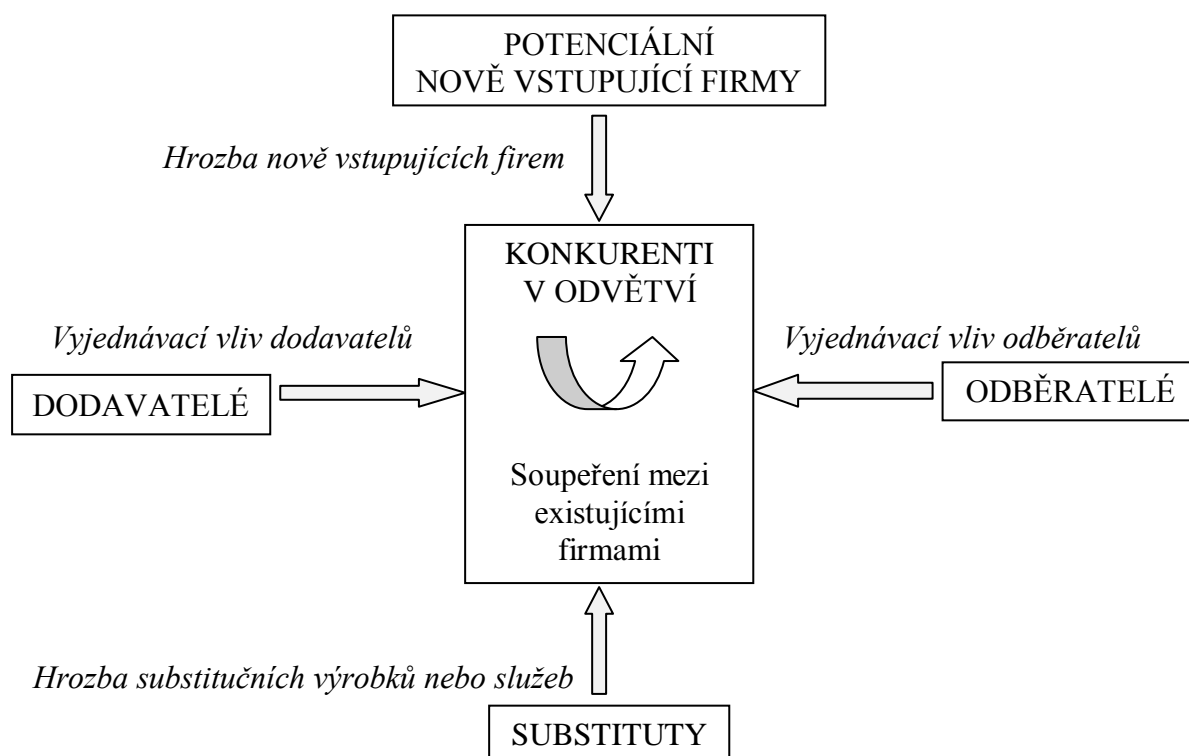 POTENCIÁLNÍ
NOVĚ VSTUPUJÍCÍ FIRMY
Hrozba nově vstupujících firem
KONKURENTI
V ODVĚTVÍ
Vyjednávací vliv dodavatelů
Vyjednávací vliv odběratelů
DODAVATELÉ
ODBĚRATELÉ
Soupeření mezi
existujícími
firmami
Hrozba substitučních výrobků nebo služeb
SUBSTITUTY